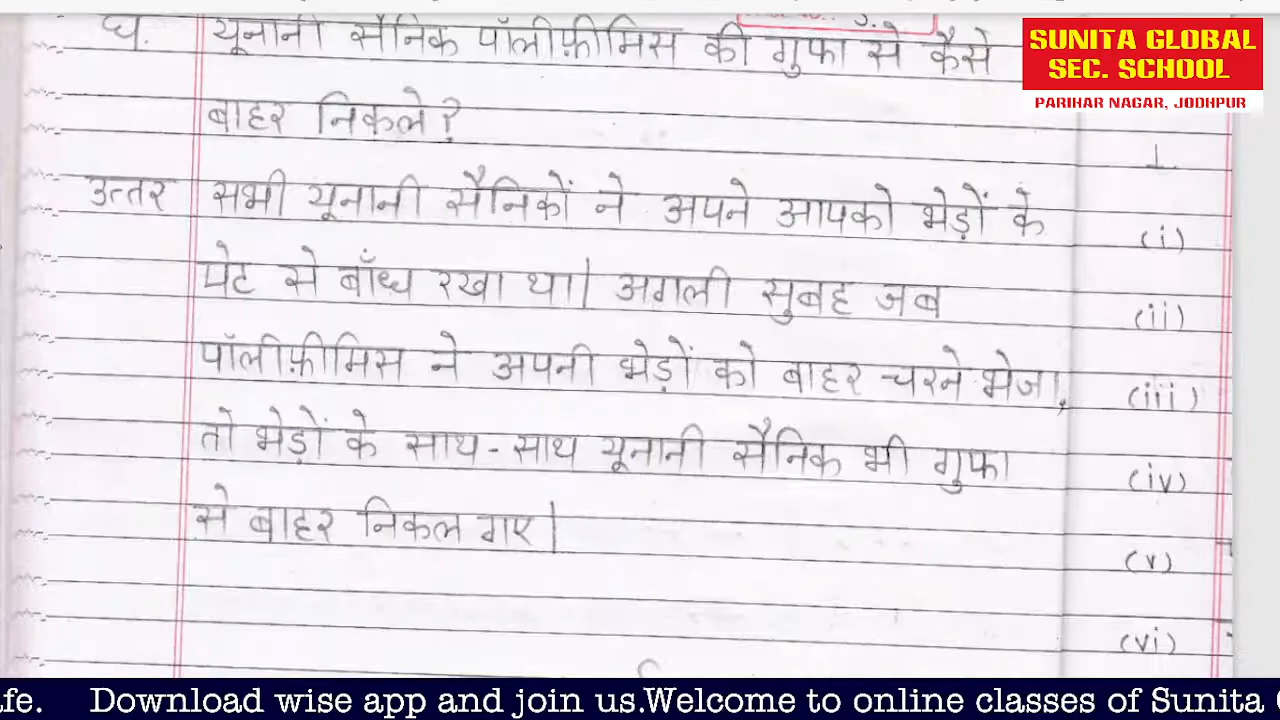 घ. यूनानी सैनिक पॉलीफ़ीमिस की गुफा से कैसे
बाहर निकले?
उत्तर सभी यूनानी सैनिकों ने अपने आपको भेड़ों के
पेट से बाँध रखा था। अगली सुबह जब
पॉलीफ़ीमिस ने अपनी भेड़ों को बाहर चरने भेजा,
तो भेड़ों के साथ-साथ यूनानी सैनिक भी गुफा
से बाहर निकल गए।
(i)
(ii)
(iii)
(iv)
(v)
(vi)
SUNITA GLOBAL
SEC. SCHOOL
PARIHAR NAGAR, JODHPUR
Download wise app and join us.Welcome to online classes of Sunita